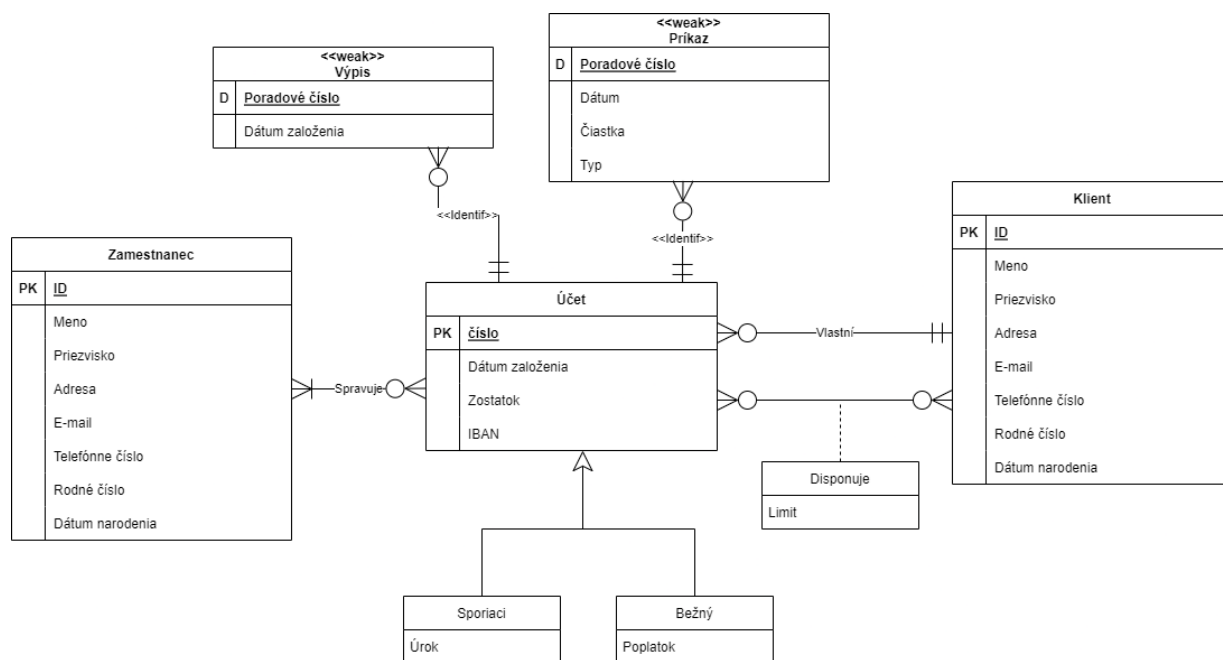 <<weak>>
Výpis
D Poradové číslo
Dátum založenia
<<weak>>
Príkaz
D Poradové číslo
Dátum
Čiastka
Typ
<<Identif>>
<<Identif>>
Zamestnanec
PK ID
Meno
Priezvisko
Adresa
E-mail
Telefónne číslo
Rodné číslo
Dátum narodenia
Spravuje
Účet
PK číslo
Dátum založenia
Zostatok
IBAN
Vlastní
Klient
PK ID
Meno
Priezvisko
Adresa
E-mail
Telefónne číslo
Rodné číslo
Dátum narodenia
Disponuje
Limit
Sporiaci
Úrok
Bežný
Poplatok